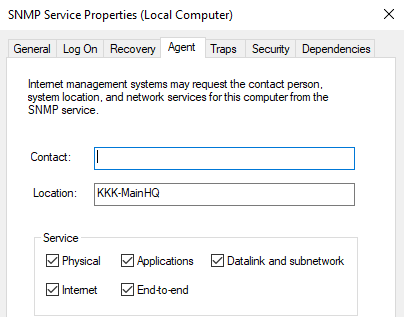 SNMP Service Properties (Local Computer)
General Log On Recovery Agent Traps Security Dependencies
Internet management systems may request the contact person,
system location, and network services for this computer from the
SNMP service.
Contact:
Location: KKK-MainHQ
Service
Physical Applications Datalink and subnetwork
Internet End-to-end